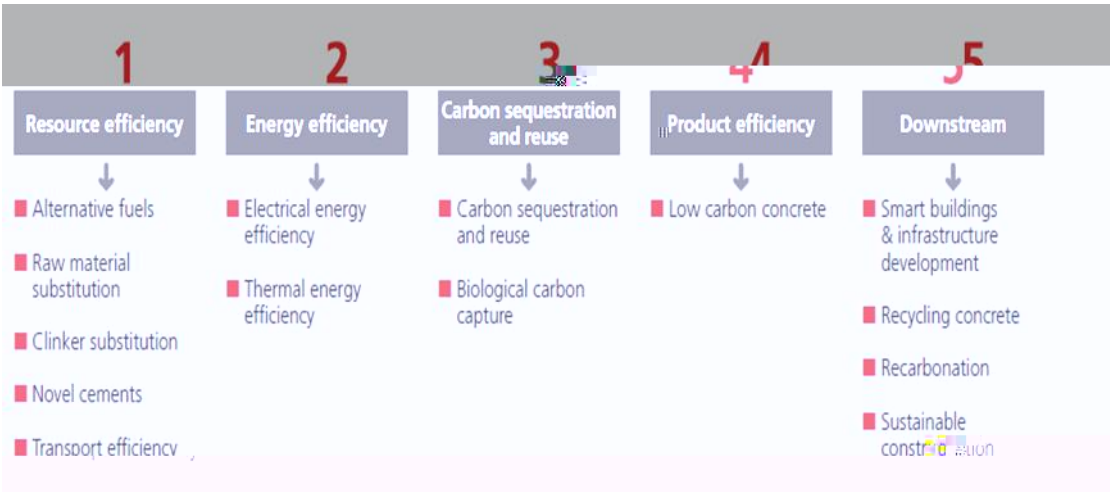 1
2
3
4
5
Resource efficiency
Energy efficiency
Carbon sequestration
and reuse
Product efficiency
Downstream
Alternative fuels
Raw material
substitution
Clinker substitution
Novel cements
Transport efficiency
Electrical energy
efficiency
Thermal energy
efficiency
Carbon sequestration
and reuse
Biological carbon
capture
Low carbon concrete
Smart buildings
& infrastructure
development
Recycling concrete
Recarbonation
Sustainable